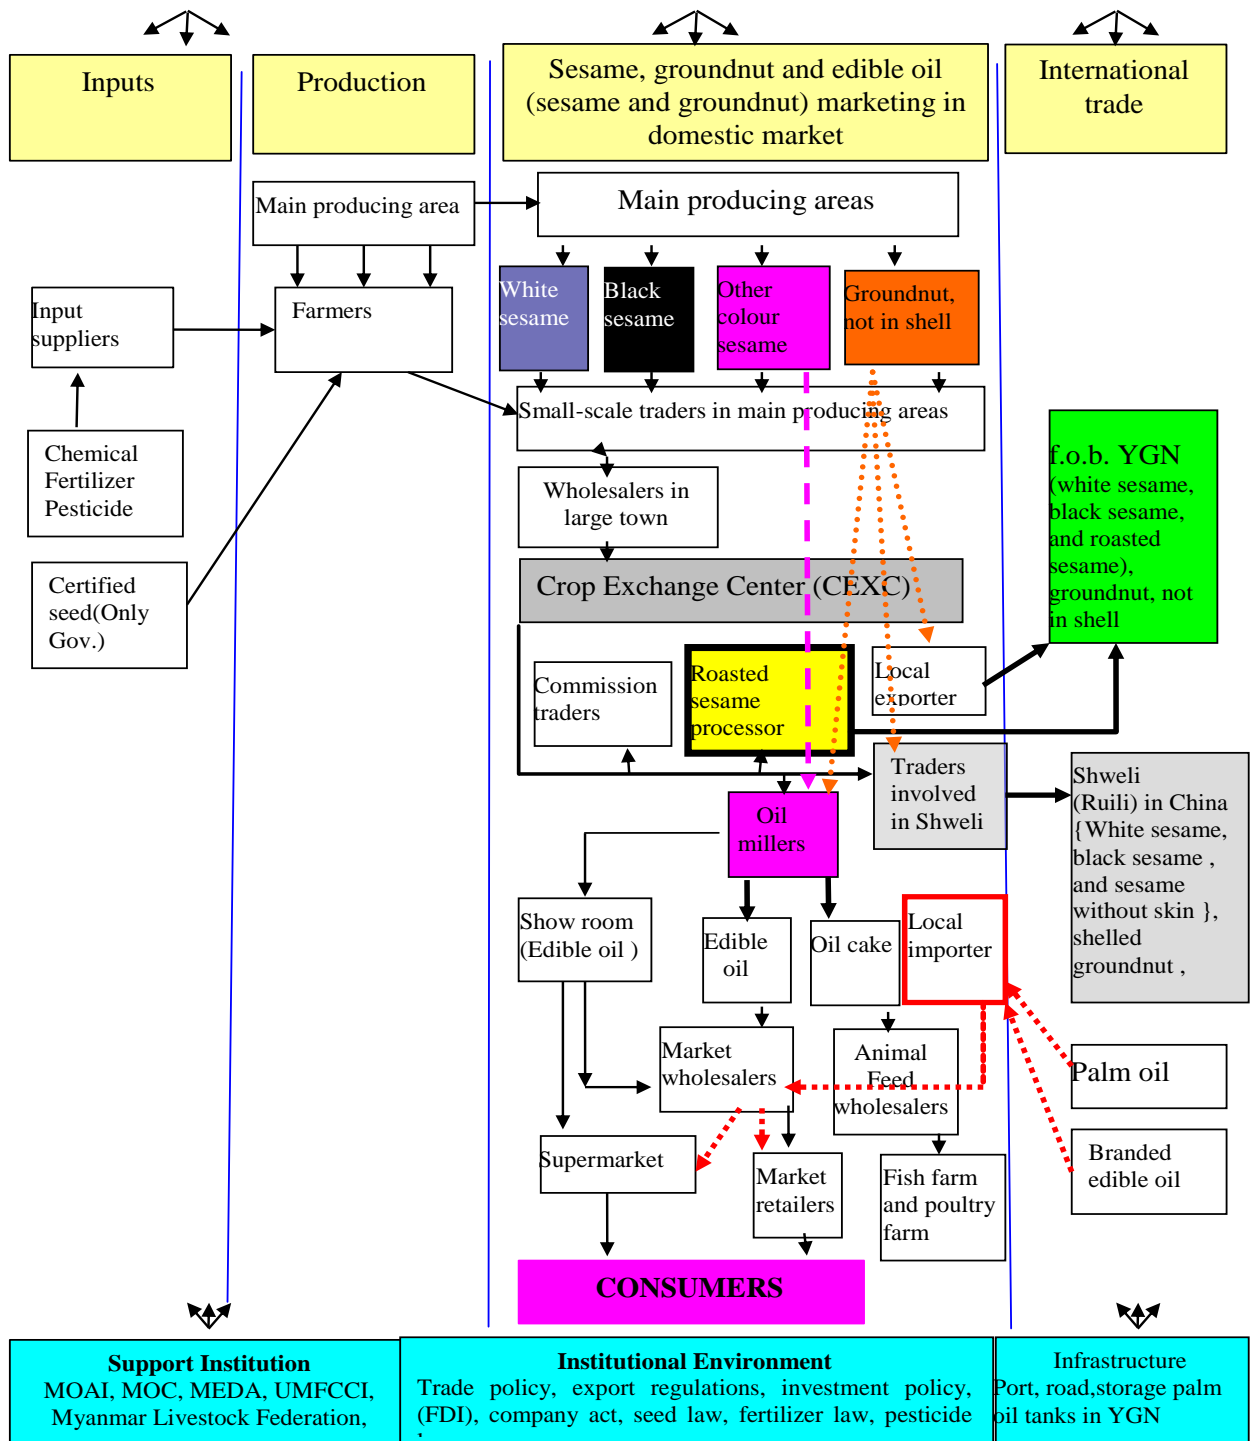 Inputs
Production
Sesame, groundnut and edible oil
(sesame and groundnut) marketing in
domestic market
International
trade
Main producing area
Main producing areas
White
sesame
Black
sesame
Other
colour
sesame
Groundnut,
not in shell
Input
suppliers
Farmers
Small-scale traders in main producing areas
Chemical
Fertilizer
Pesticide
Wholesalers in
large town
f.o.b. YGN
(white sesame,
black sesame,
and roasted
sesame),
groundnut, not
in shell
Certified
seed(Only
Gov.)
Crop Exchange Center (CEXC)
Commission
traders
Roasted
sesame
processor
Local
exporter
Traders
involved
in Shweli
Shweli
(Ruili) in China
{White sesame,
black sesame ,
and sesame
without skin },
shelled
groundnut ,
Oil
millers
Show room
(Edible oil )
Edible
oil
Oil cake
Local
importer
Market
wholesalers
Animal
Feed
wholesalers
Palm oil
Supermarket
Market
retailers
Fish farm
and poultry
farm
Branded
edible oil
CONSUMERS
Support Institution
MOAI, MOC, MEDA, UMFCCI,
Myanmar Livestock Federation,
Institutional Environment
Trade policy, export regulations, investment policy,
(FDI), company act, seed law, fertilizer law, pesticide
Infrastructure
Port, road,storage palm
oil tanks in YGN